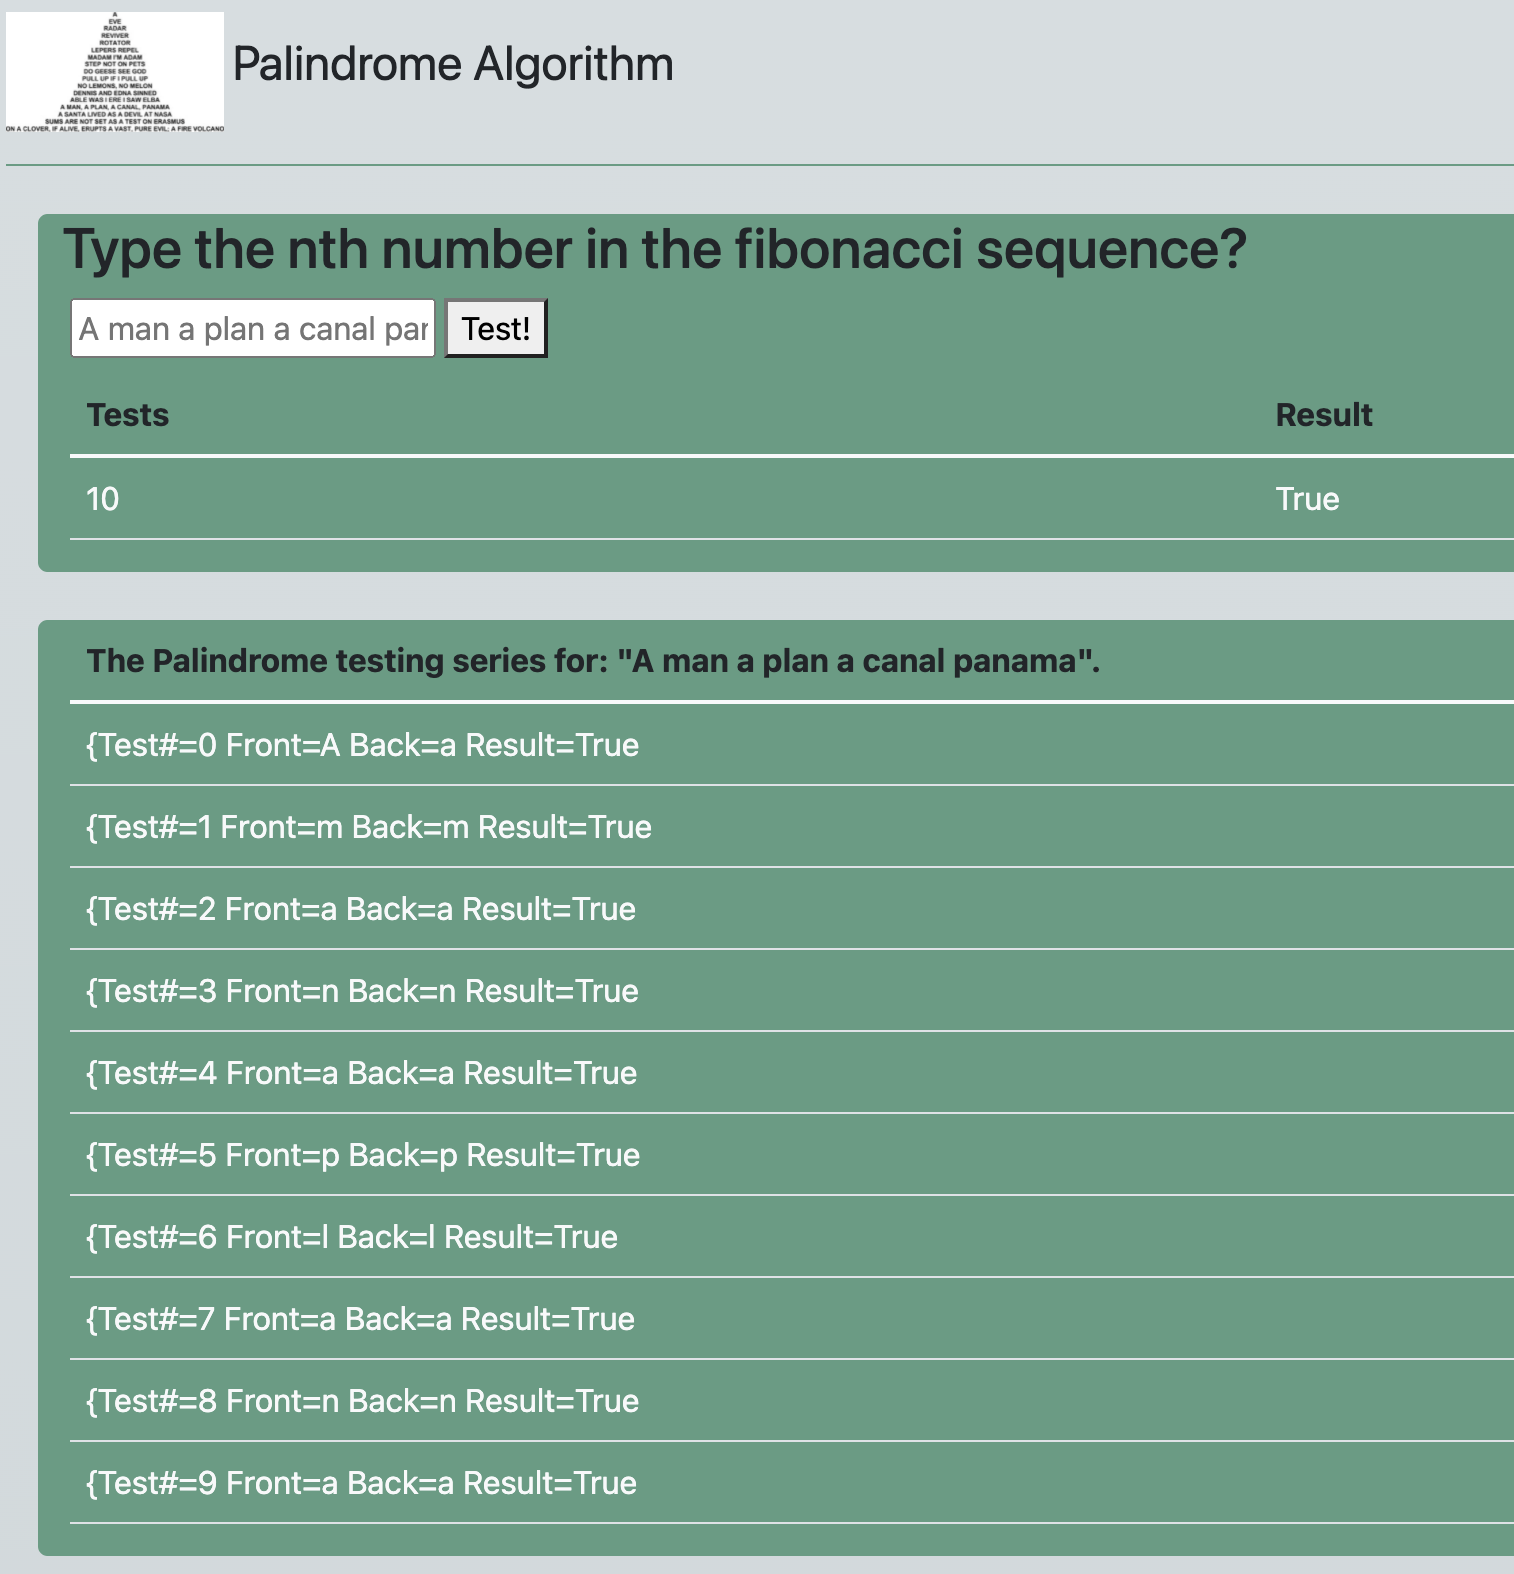 A
EVE
RADAR
REVIVER
ROTATOR
LEPERS REPEL
MADAM I'M ADAM
STEP NOT ON PETS
DO GEESE SEE GOD
PULL UP IF I PULL UP
NO LEMONS, NO MELON
DENNIS AND EDNA SINNED
ABLE WAS I ERE I SAW ELBA
A MAN, A PLAN, A CANAL, PANAMA
A SANTA LIVED AS A DEVIL AT NASA
SUMS ARE NOT SET AS A TEST ON ERASMUS
ON A CLOVER, IF ALIVE, ERUPTS A VAST, PURE EVIL; A FIRE VOLCANO
Palindrome Algorithm
Type the nth number in the fibonacci sequence?
A man a plan a canal par Test!
Tests Result
10 True
The Palindrome testing series for: "A man a plan a canal panama".
{Test#=0 Front=A Back=a Result=True
{Test#=1 Front=m Back=m Result=True
{Test#=2 Front=a Back=a Result=True
{Test#=3 Front=n Back=n Result=True
{Test#=4 Front=a Back=a Result=True
{Test#=5 Front=p Back=p Result=True
{Test#=6 Front=l Back=l Result=True
{Test#=7 Front=a Back=a Result=True
{Test#=8 Front=n Back=n Result=True
{Test#=9 Front=a Back=a Result=True